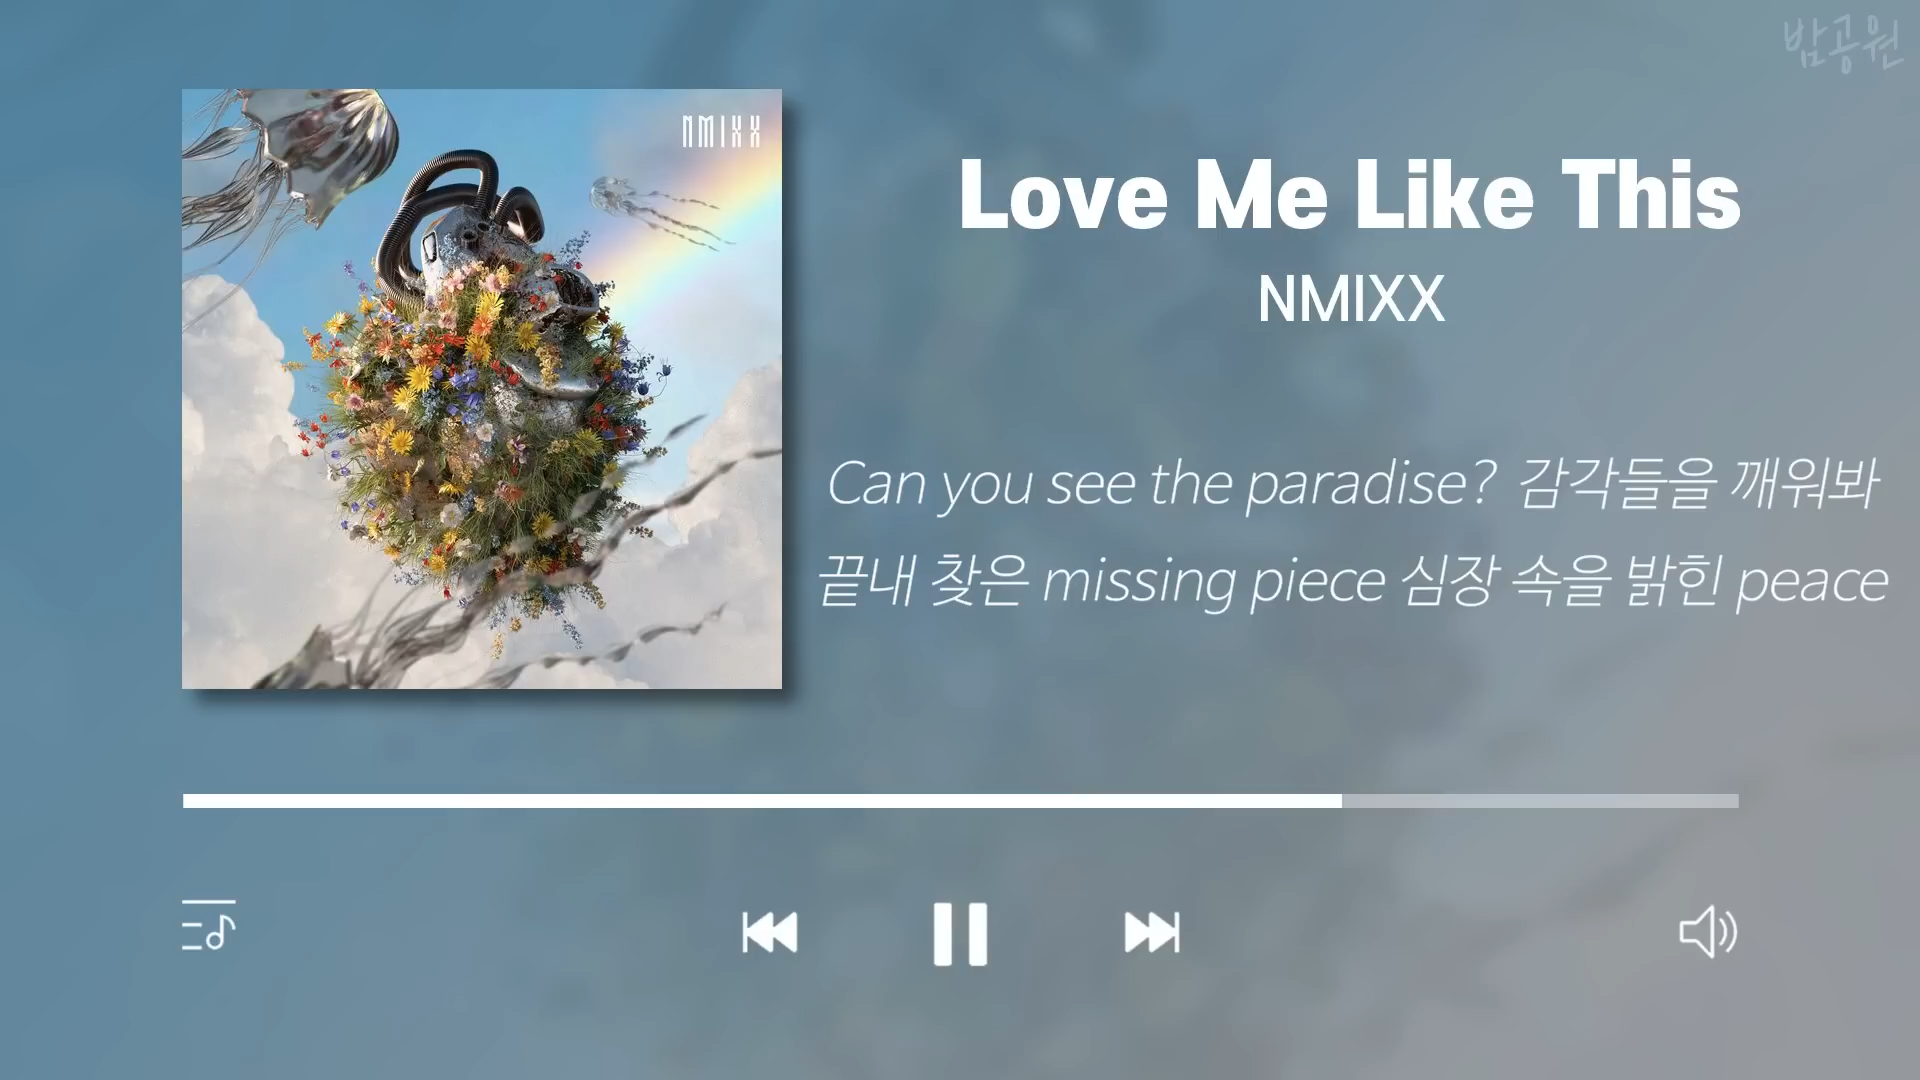 밤공원
NMIXX
Love Me Like This
NMIXX
Can you see the paradise? 감각들을 깨워봐
끝내 찾은 missing piece 심장 속을 밝힌 peace